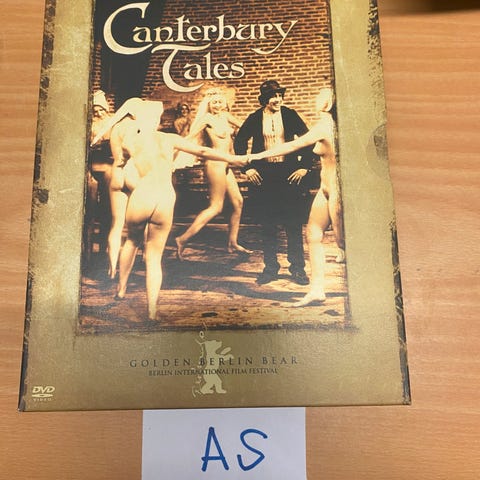 Canterbury
Tales
GOLDEN BERLIN BEAR
BERLIN INTERNATIONAL FILM FESTIVAL
DVD
VIDEO
AS